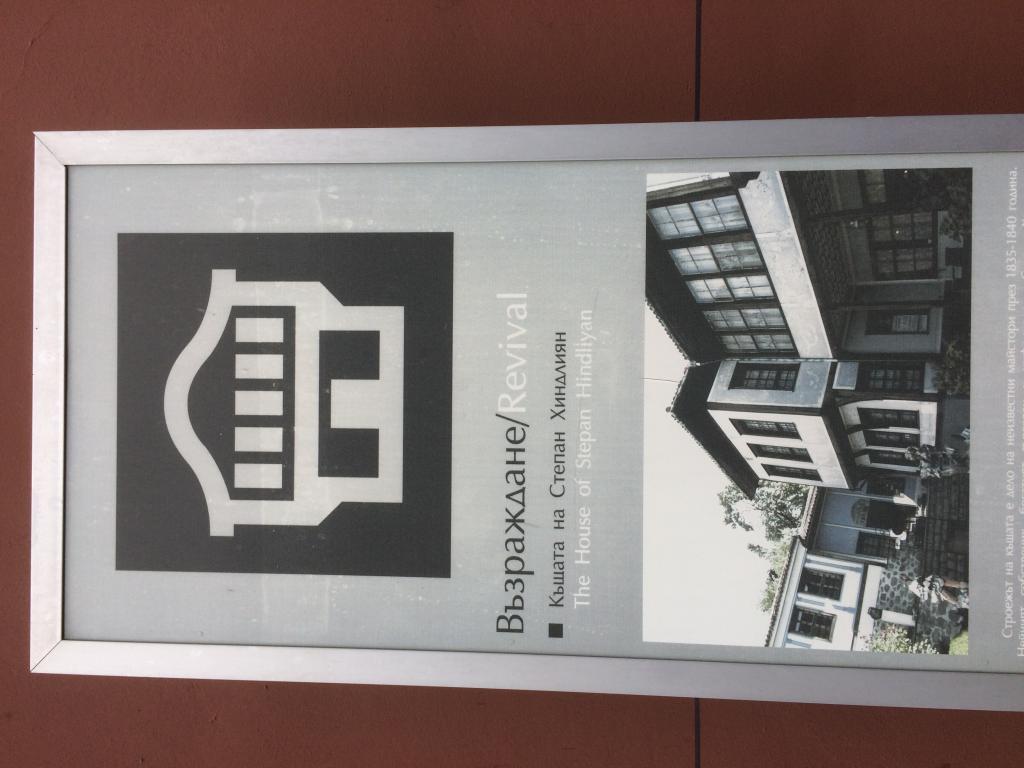 Възраждане/Revival
Къщата на Степан Хиндлиян
The House of Stepan Hindliyan
Строежът на къщата е дело на неизвестни майстори през 1835-1840 година.